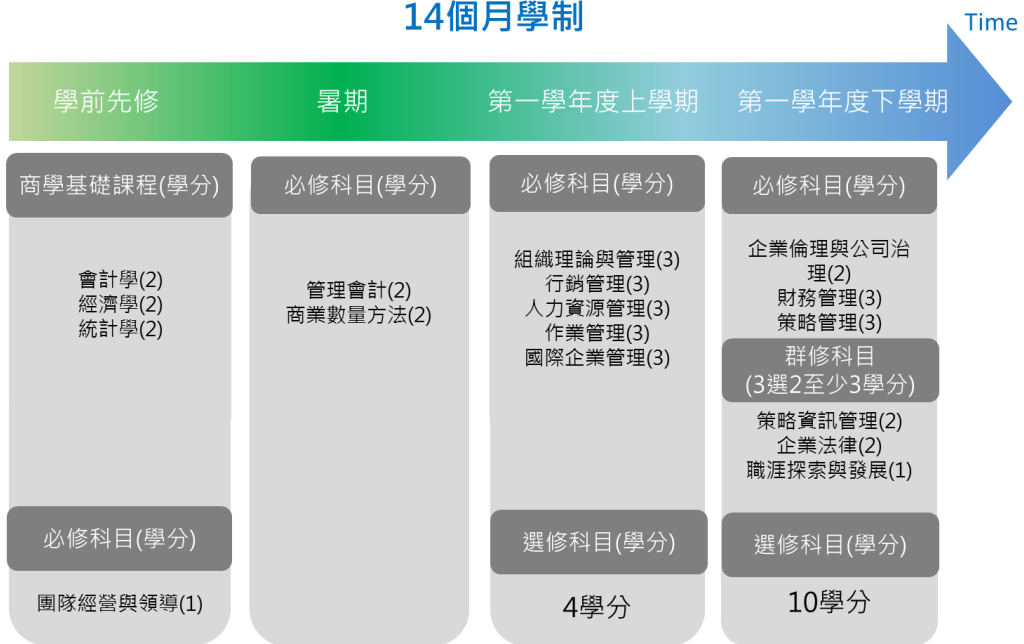 14個月學制
Time
學前先修
暑期
第一學年度上學期
第一學年度下學期
商學基礎課程(學分)
會計學(2)
經濟學(2)
統計學(2)
必修科目(學分)
團隊經營與領導(1)
必修科目(學分)
管理會計(2)
商業數量方法(2)
必修科目(學分)
組織理論與管理(3)
行銷管理(3)
人力資源管理(3)
作業管理(3)
國際企業管理(3)
選修科目(學分)
4學分
必修科目(學分)
企業倫理與公司治
理(2)
財務管理(3)
策略管理(3)
群修科目
(3選2至少3學分)
策略資訊管理(2)
企業法律(2)
職涯探索與發展(1)
選修科目(學分)
10學分